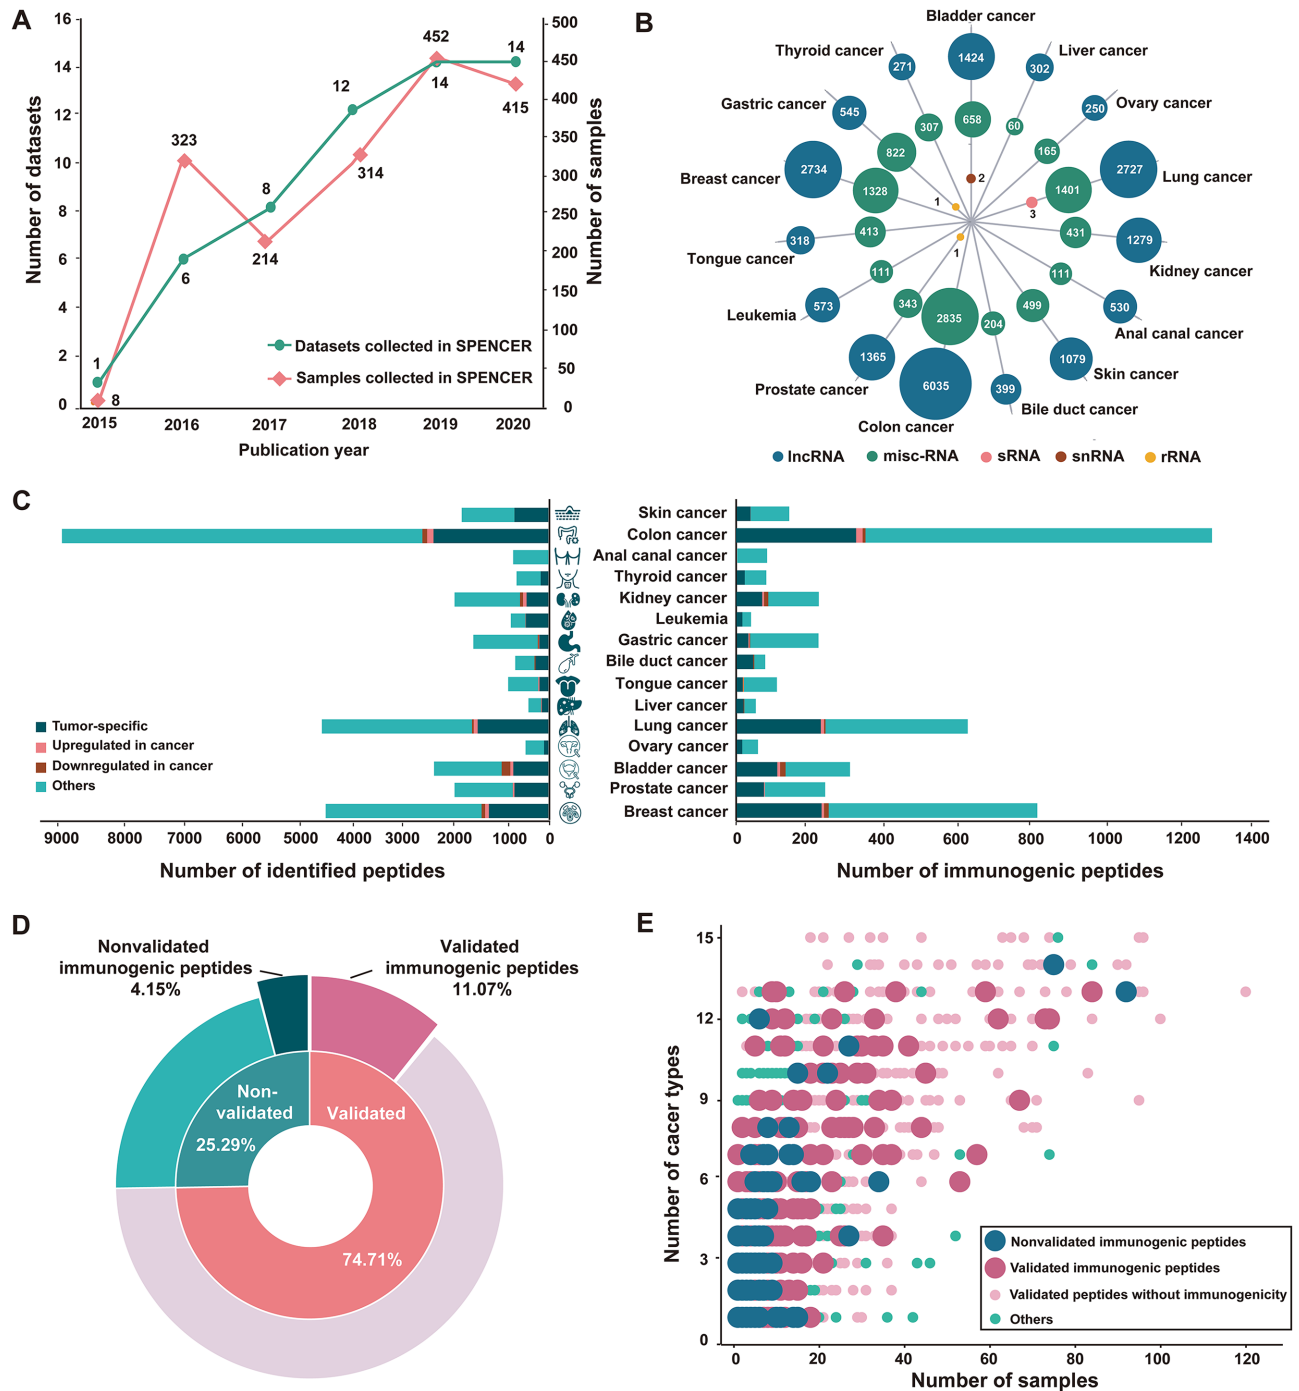 A
Number of datasets
16
14
12
10
8
6
4
2
0
500
450
400
350
300
250
200
150
100
50
0
Number of samples
1
8
323
6
8
214
12
314
452
14
14
415
Datasets collected in SPENCER
Samples collected in SPENCER
2015
2016
2017
2018
2019
2020
Publication year
B
Bladder cancer
1424
658
2
Liver cancer
302
60
Ovary cancer
250
165
Lung cancer
2727
1401
3
Kidney cancer
1279
431
Anal canal cancer
530
111
Skin cancer
1079
499
Bile duct cancer
399
204
Colon cancer
6035
2835
Prostate cancer
1365
343
1
Leukemia
573
111
Tongue cancer
318
413
Breast cancer
2734
1328
Gastric cancer
545
822
1
Thyroid cancer
271
307
lncRNA
misc-RNA
sRNA
snRNA
rRNA
C
Tumor-specific
Upregulated in cancer
Downregulated in cancer
Others
9000
8000
7000
6000
5000
4000
3000
2000
1000
0
Number of identified peptides
Skin cancer
Colon cancer
Anal canal cancer
Thyroid cancer
Kidney cancer
Leukemia
Gastric cancer
Bile duct cancer
Tongue cancer
Liver cancer
Lung cancer
Ovary cancer
Bladder cancer
Prostate cancer
Breast cancer
0
200
400
600
800
1000
1200
1400
Number of immunogenic peptides
D
Nonvalidated
immunogenic peptides
4.15%
Validated
immunogenic peptides
11.07%
Non-
validated
25.29%
Validated
74.71%
E
Number of cacer types
15
12
9
6
3
0
Nonvalidated immunogenic peptides
Validated immunogenic peptides
Validated peptides without immunogenicity
Others
0
20
40
60
80
100
120
Number of samples